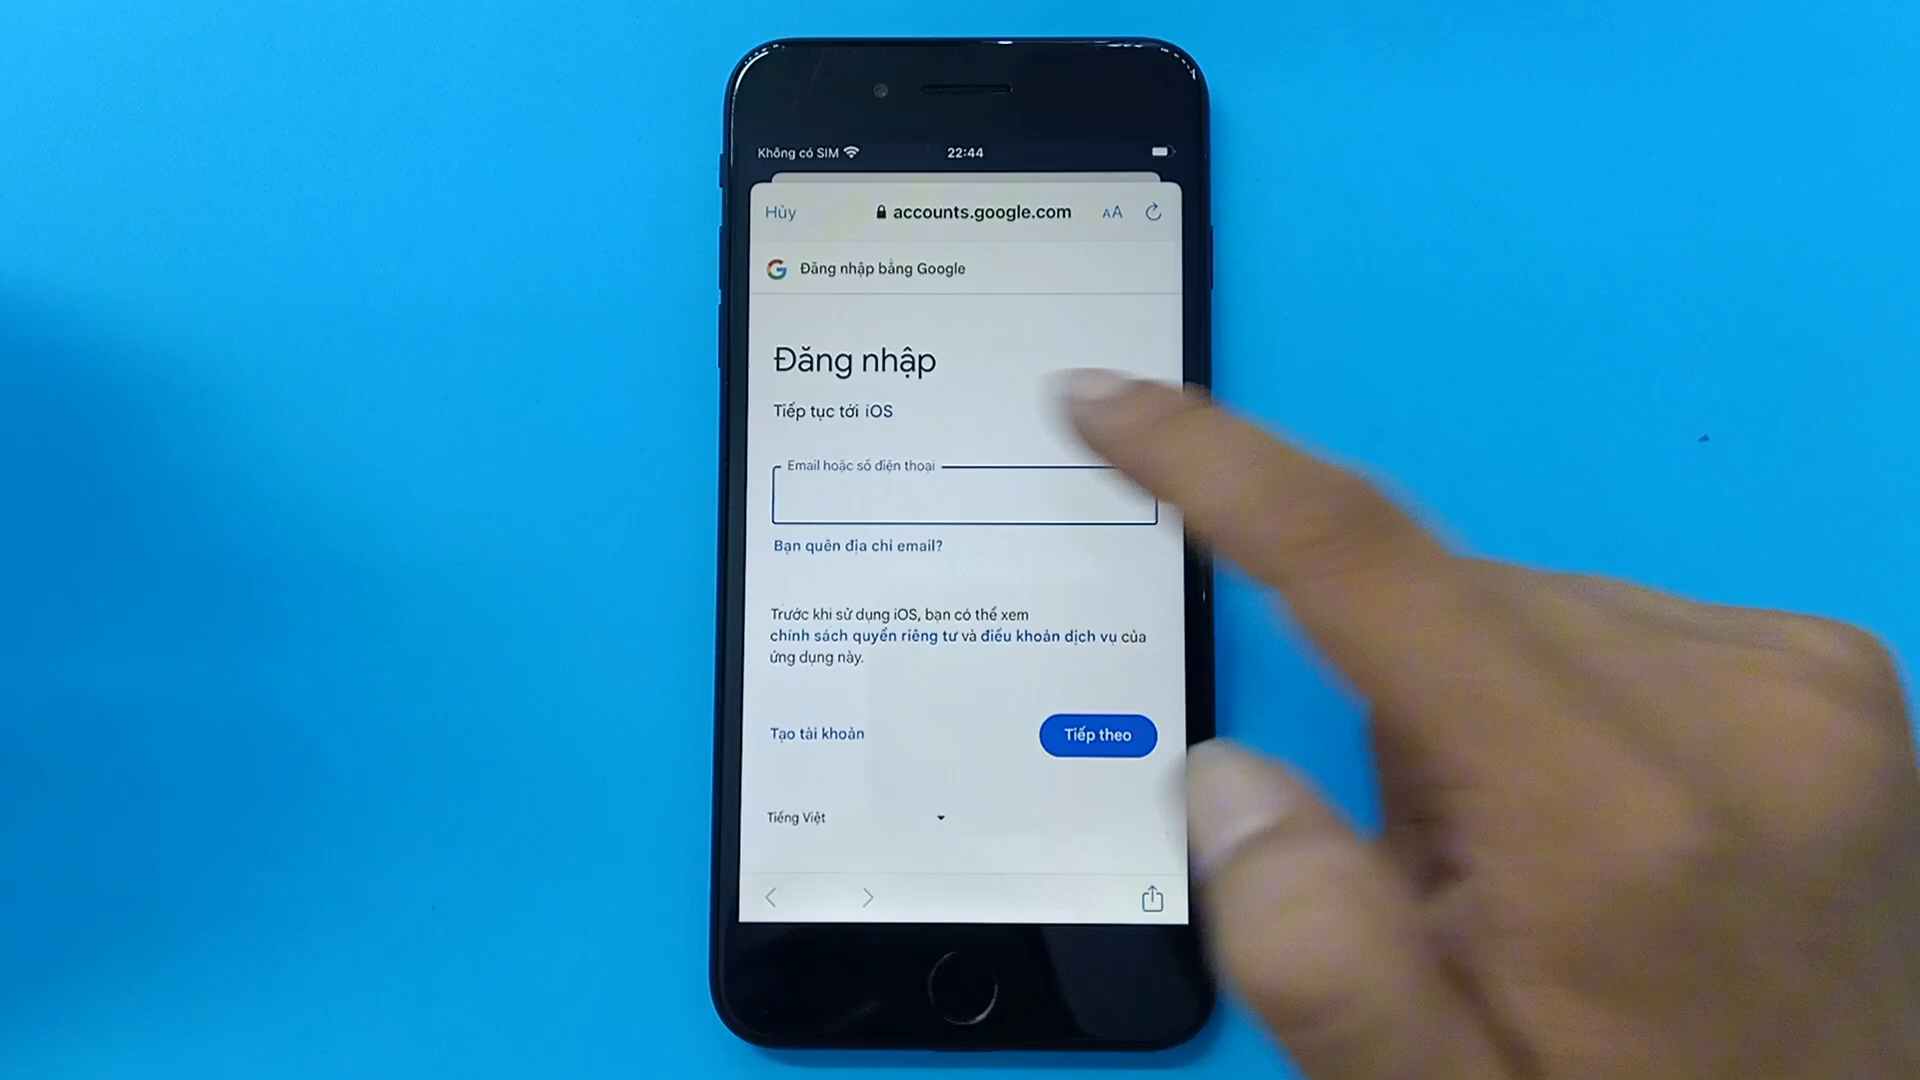 Không có SIM 22:44
Hủy accounts.google.com AA
Đăng nhập bằng Google
Đăng nhập
Tiếp tục tới iOS
Email hoặc số điện thoại
Bạn quên địa chỉ email?
Trước khi sử dụng iOS, bạn có thể xem
chính sách quyền riêng tư và điều khoản dịch vụ của
ứng dụng này.
Tạo tài khoản Tiếp theo
Tiếng Việt